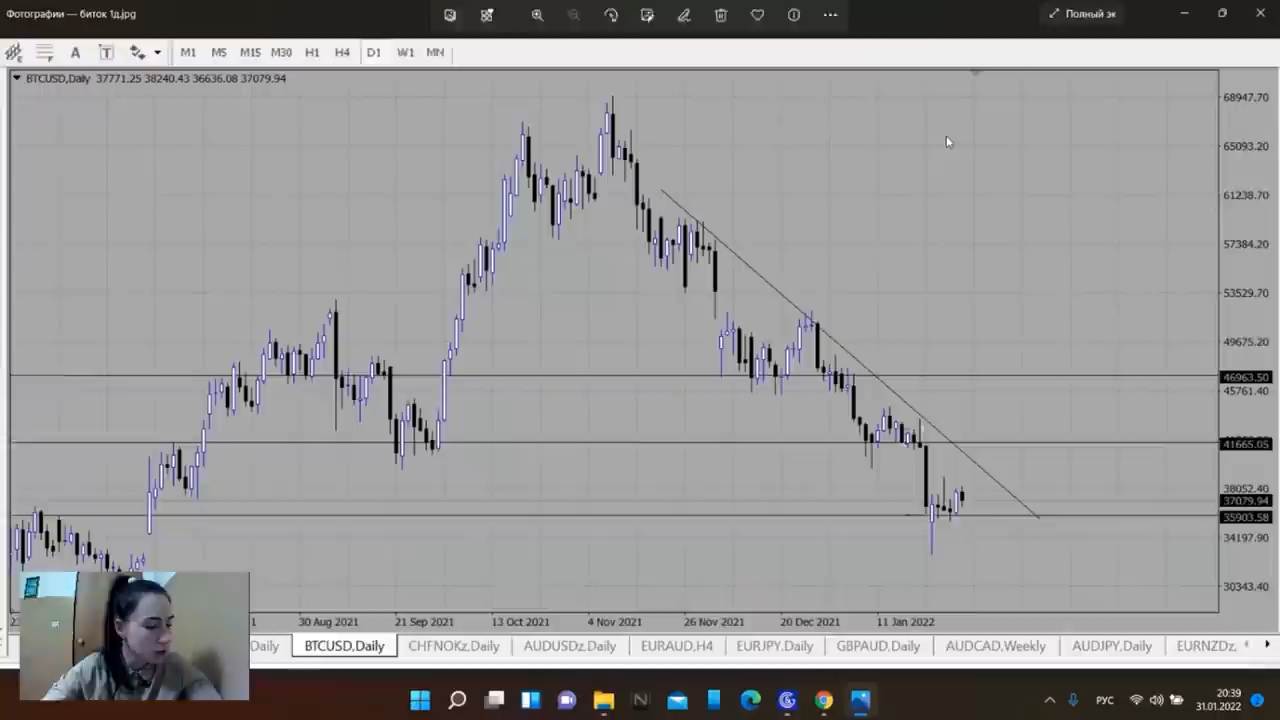 Фотографии — биток 1д.jpg
Полный эк
A T M1 M5 M15 M30 H1 H4 D1 W1 MN
BTCUSD,Daily 37771.25 38240.43 36636.08 37079.94
68947.70
65093.20
61238.70
57384.20
53529.70
49675.20
46963.50
45761.40
41665.05
38052.40
37079.94
35903.58
34197.90
30343.40
30 Aug 2021 21 Sep 2021 13 Oct 2021 4 Nov 2021 26 Nov 2021 20 Dec 2021 11 Jan 2022
Daily BTCUSD,Daily CHFNOKz,Daily AUDUSDz,Daily EURAUD,H4 EURJPY,Daily GBPAUD,Daily AUDCAD,Weekly AUDJPY,Daily EURNZDz,
РУС
20:39
31.01.2022